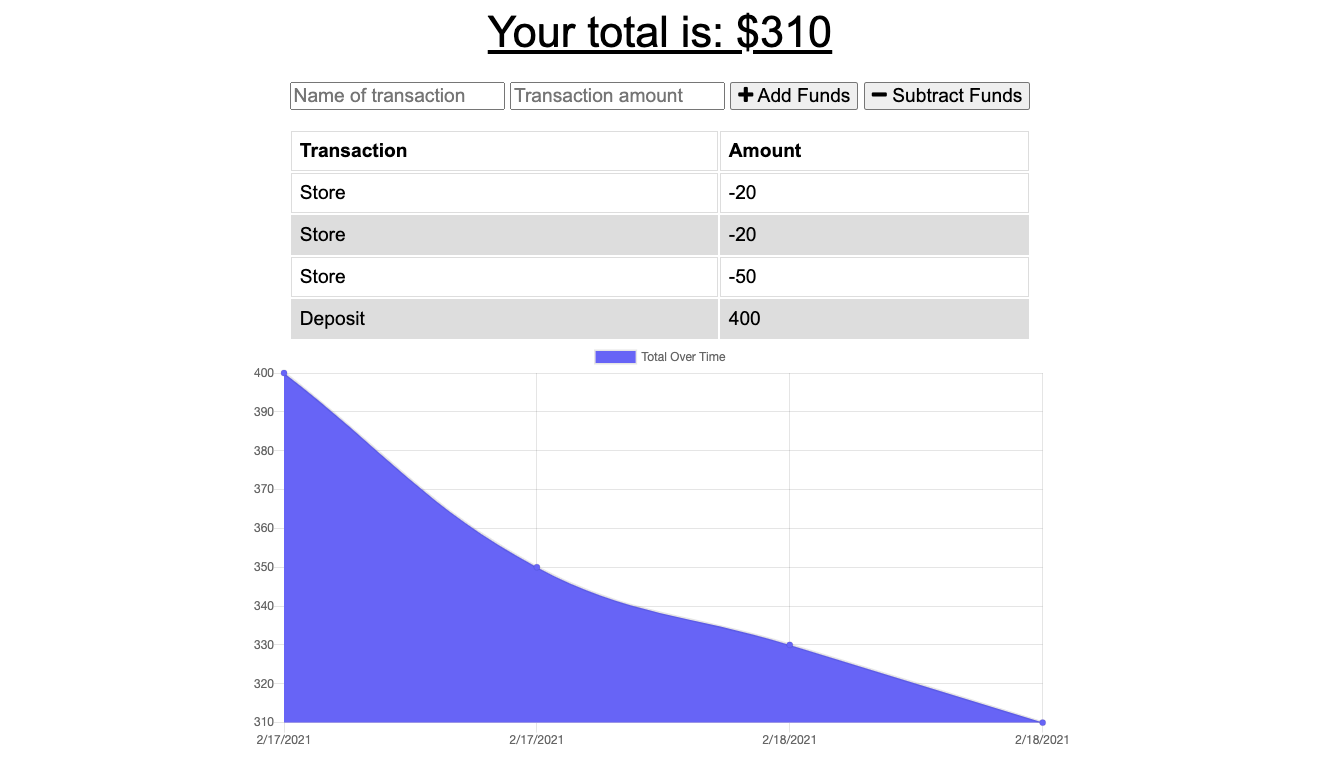 Your total is: $310
Name of transaction Transaction amount Add Funds Subtract Funds
Transaction Amount
Store -20
Store -20
Store -50
Deposit 400
Total Over Time
400
390
380
370
360
350
340
330
320
310
2/17/2021 2/17/2021 2/18/2021 2/18/2021